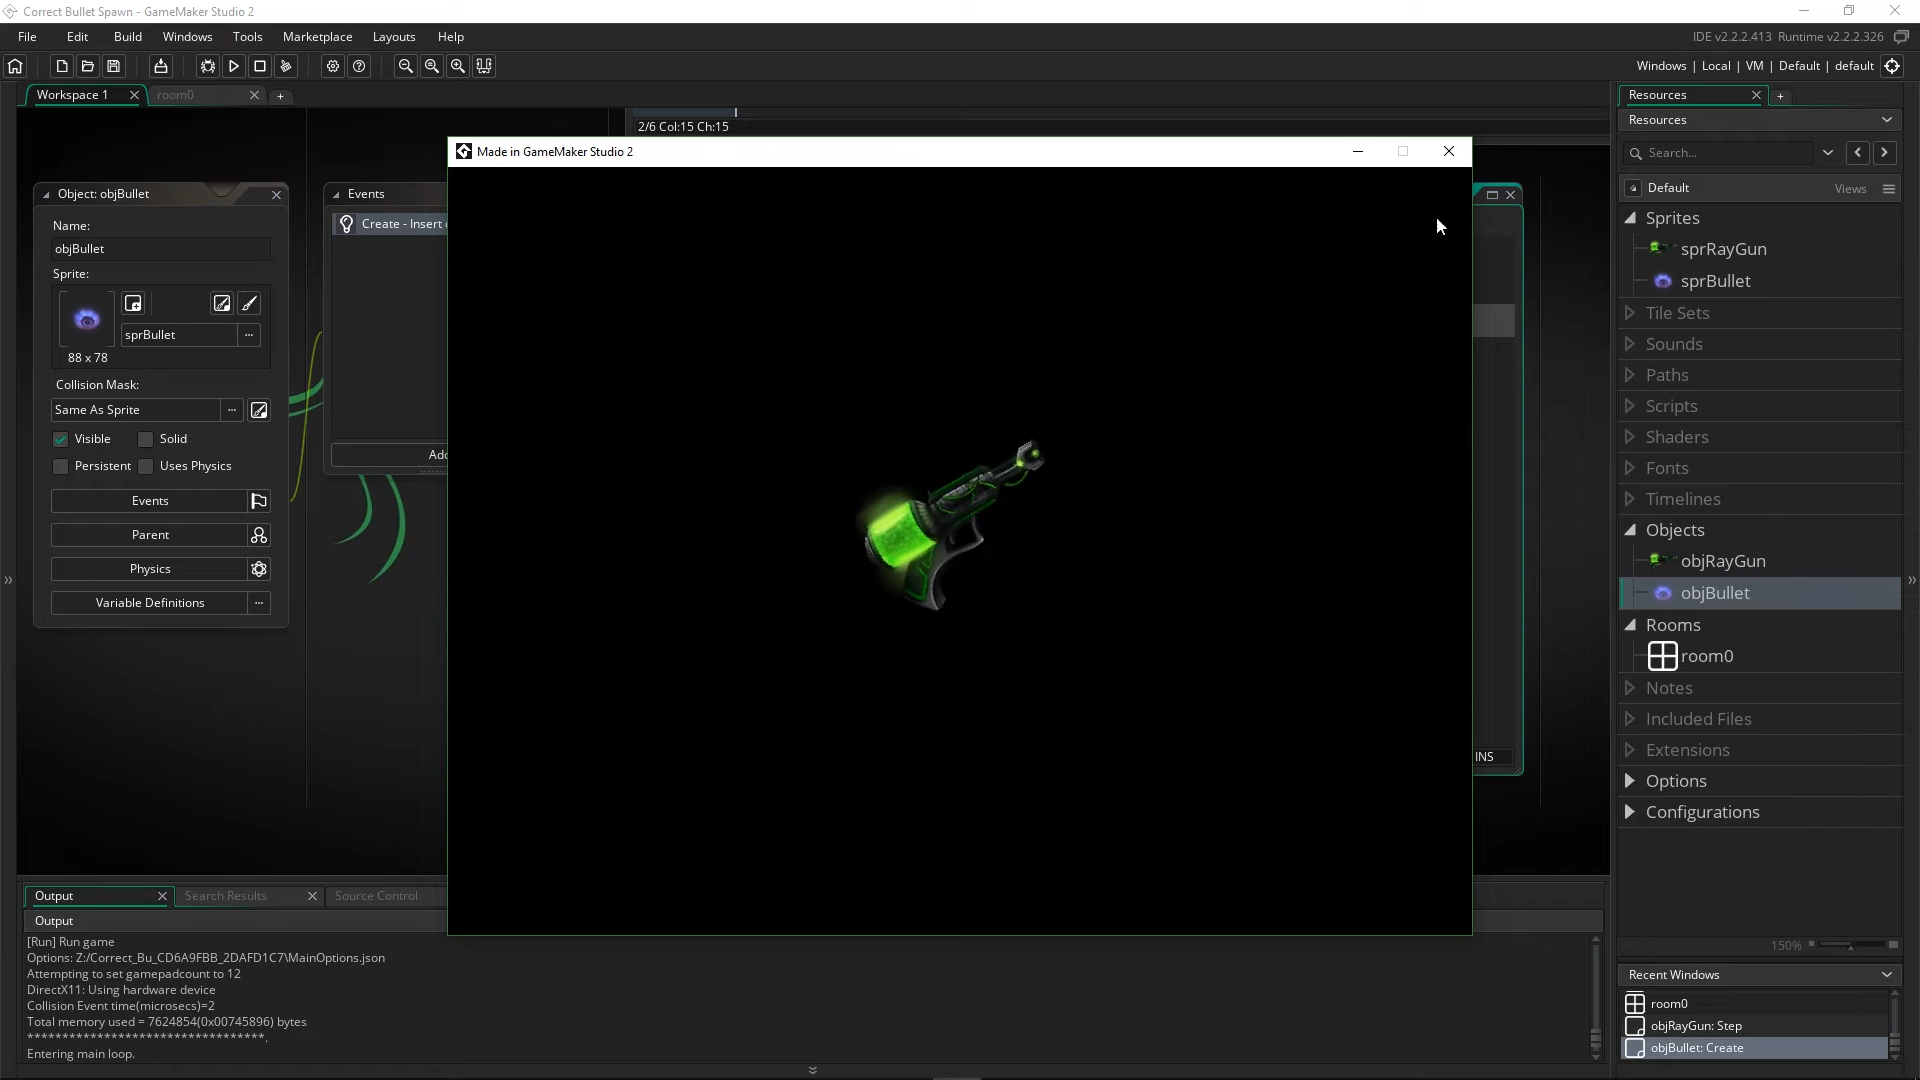 Correct Bullet Spawn - GameMaker Studio 2
File Edit Build Windows Tools Marketplace Layouts Help
IDE v2.2.2.413 Runtime v2.2.2.326
Windows | Local | VM | Default | default
Workspace 1
room0
2/6 Col:15 Ch:15
Made in GameMaker Studio 2
Object: objBullet
Name:
objBullet
Sprite:
sprBullet
88 x 78
Collision Mask:
Same As Sprite
Visible Solid
Persistent Uses Physics
Events
Parent
Physics
Variable Definitions
Events
Create - Insert
INS
Resources
Resources
Search...
Default Views
Sprites
sprRayGun
sprBullet
Tile Sets
Sounds
Paths
Scripts
Shaders
Fonts
Timelines
Objects
objRayGun
objBullet
Rooms
room0
Notes
Included Files
Extensions
Options
Configurations
150%
Recent Windows
room0
objRayGun: Step
objBullet: Create
Output Search Results Source Control
Output
[Run] Run game
Options: Z:/Correct_Bu_CD6A9FBB_2DAFD1C7\MainOptions.json
Attempting to set gamepadcount to 12
DirectX11: Using hardware device
Collision Event time(microsecs)=2
Total memory used = 7624854(0x00745896) bytes
**********************************.
Entering main loop.